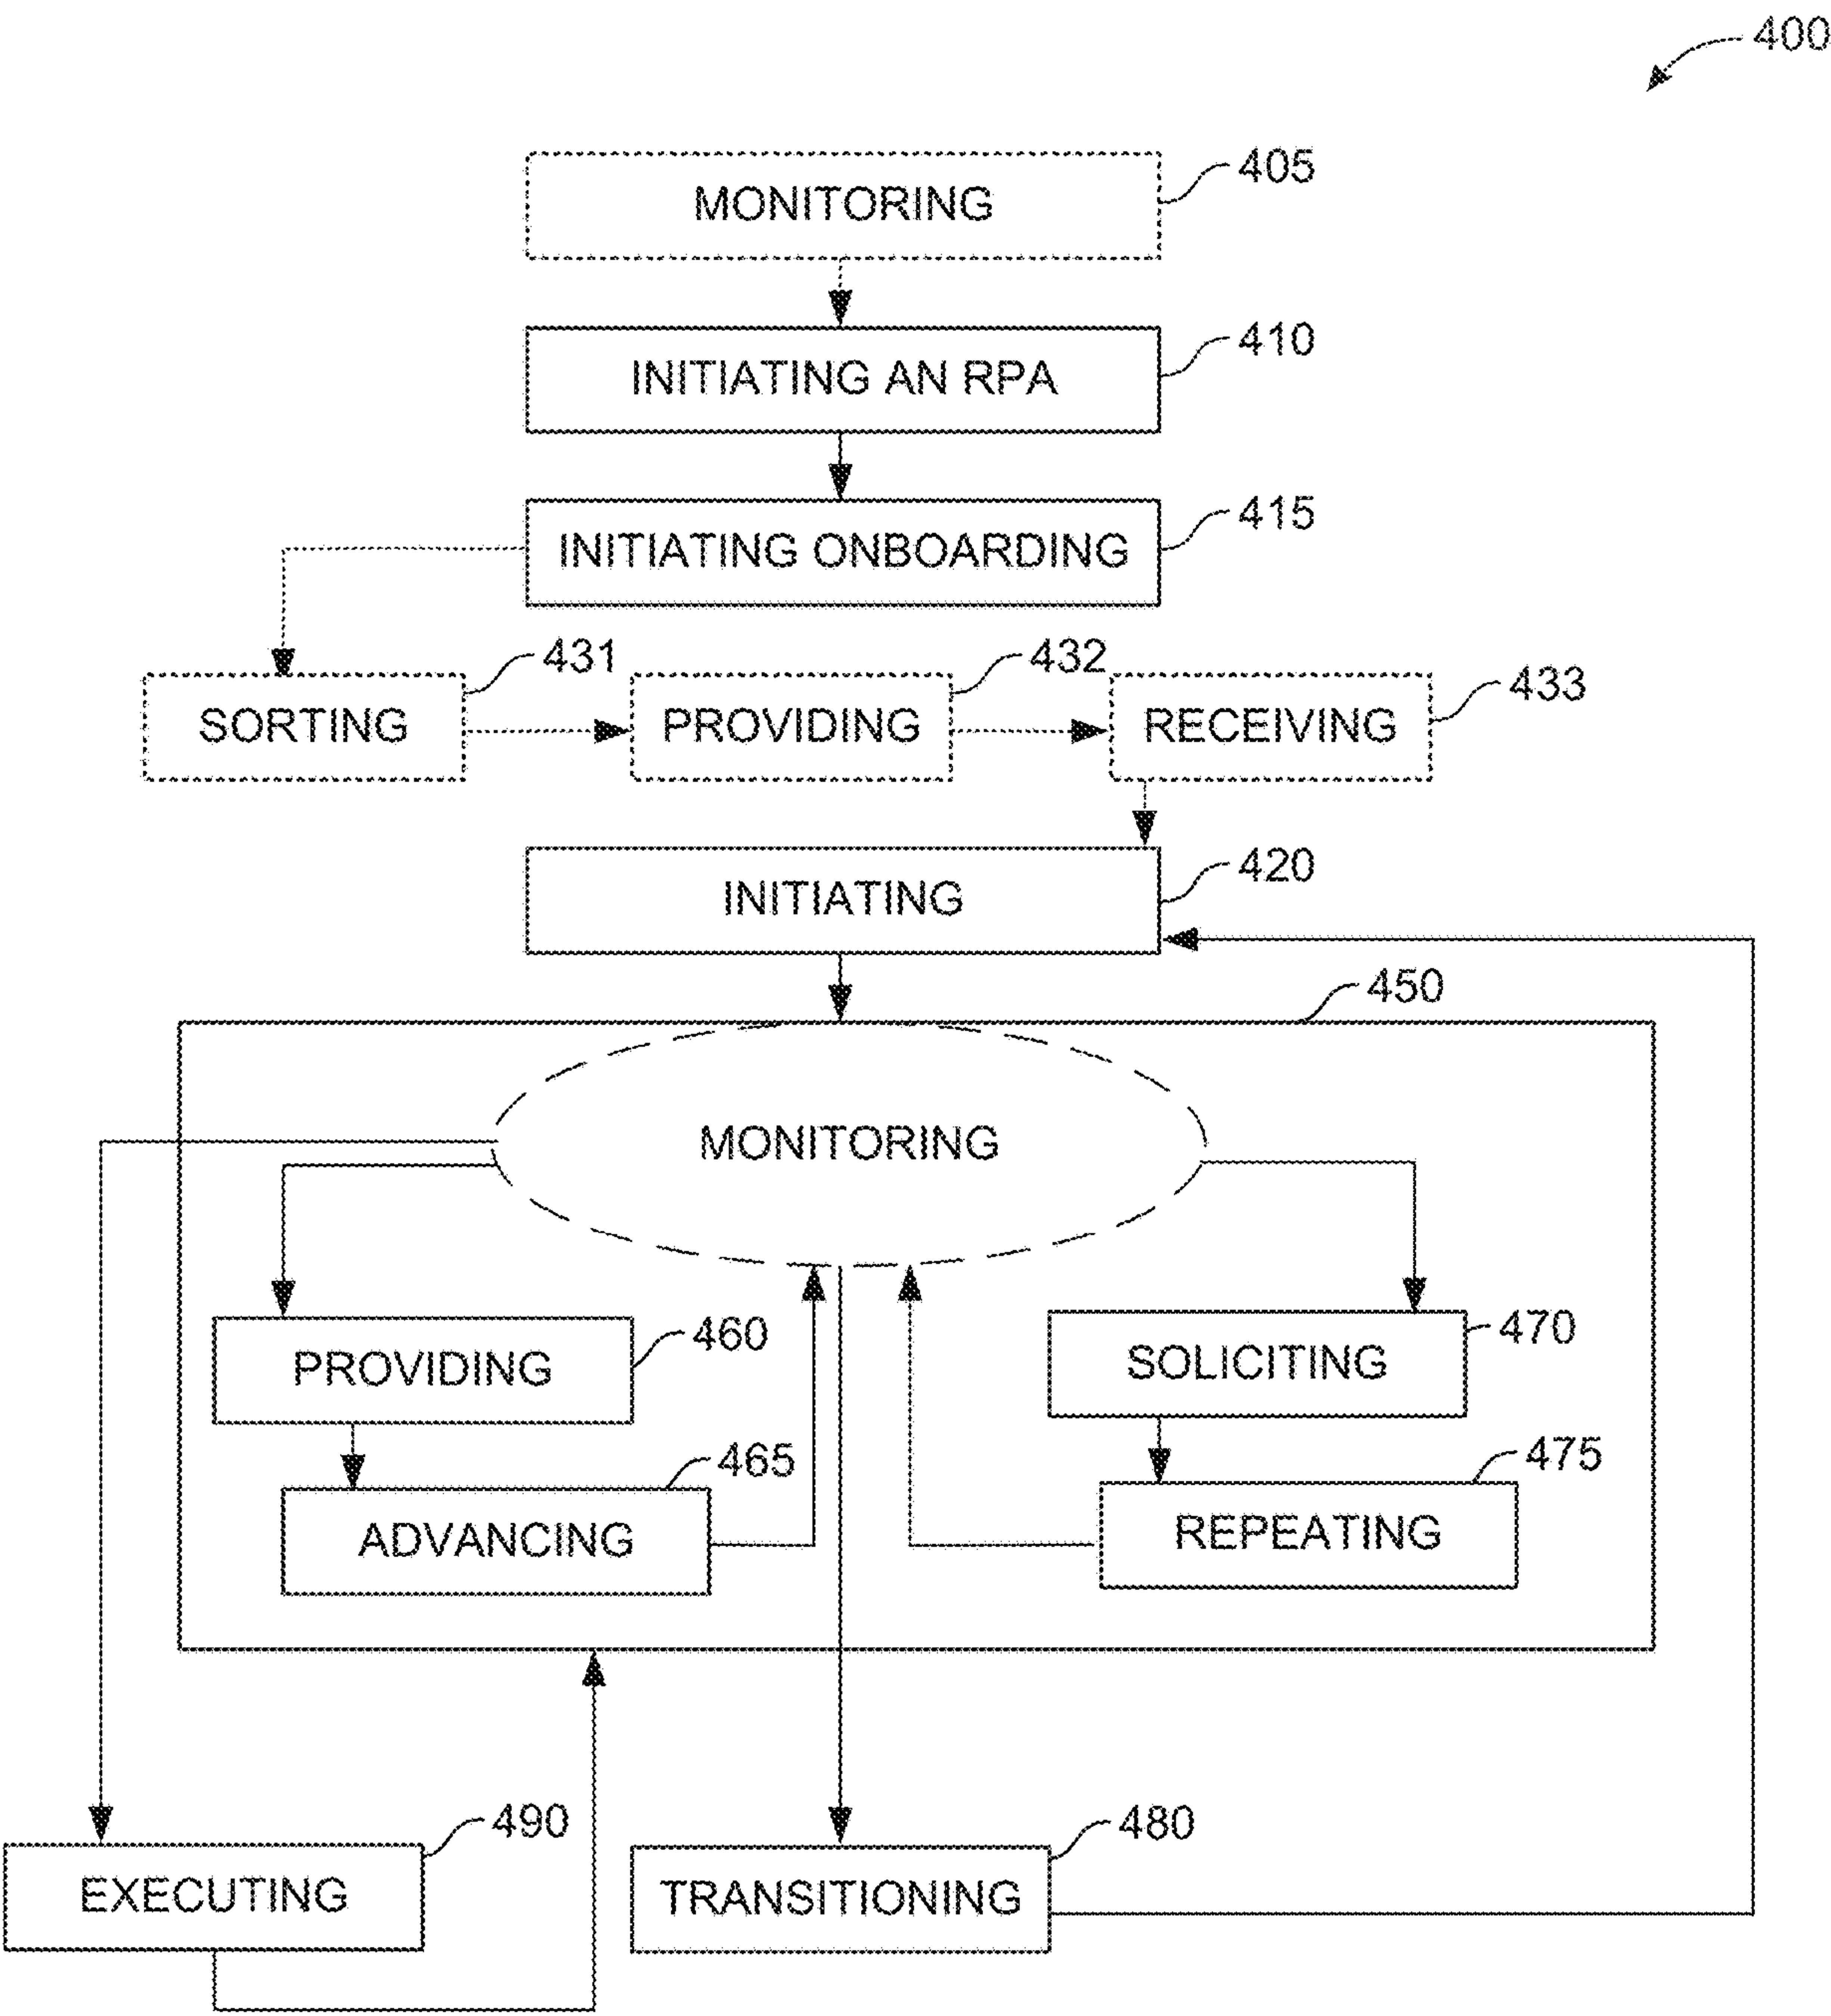 400
MONITORING
405
INITIATING AN RPA
410
INITIATING ONBOARDING
415
SORTING
431
PROVIDING
432
RECEIVING
433
INITIATING
420
450
MONITORING
PROVIDING
460
SOLICITING
470
ADVANCING
465
REPEATING
475
EXECUTING
490
TRANSITIONING
480